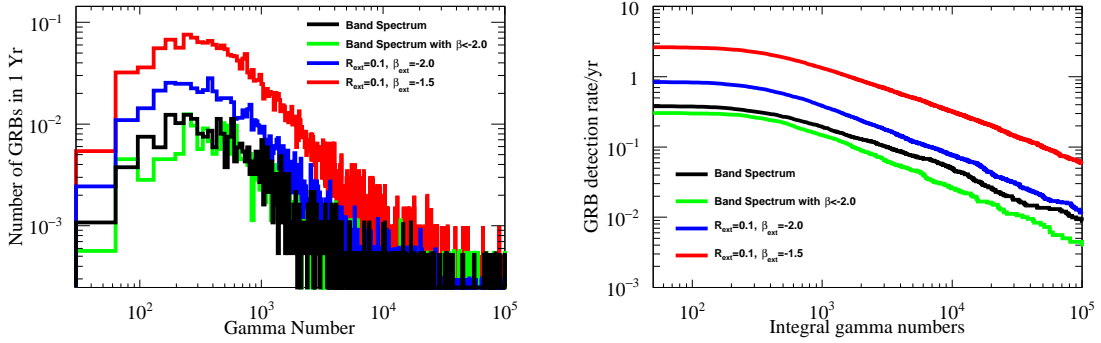 Number of GRBs in 1 Yr
10⁻¹
10⁻²
10⁻³
Band Spectrum
Band Spectrum with β<-2.0
R_ext=0.1, β_ext=-2.0
R_ext=0.1, β_ext=-1.5
10² 10³ 10⁴ 10⁵
Gamma Number
GRB detection rate/yr
10
1
10⁻¹
10⁻²
10⁻³
Band Spectrum
Band Spectrum with β<-2.0
R_ext=0.1, β_ext=-2.0
R_ext=0.1, β_ext=-1.5
10² 10³ 10⁴ 10⁵
Integral gamma numbers